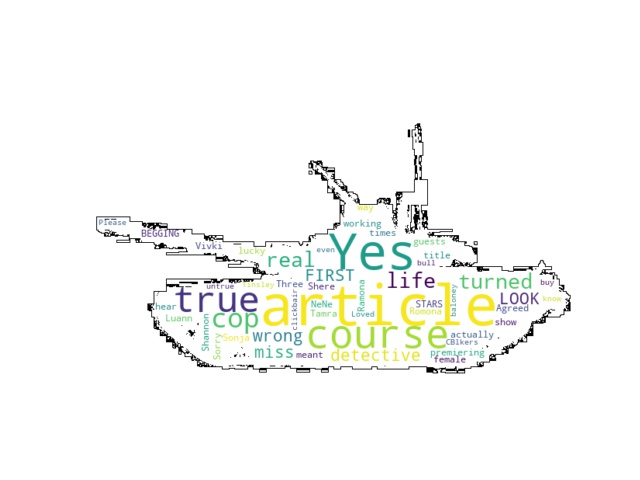 way
Please
working
BEGGING
times
Yes
guests
Vivki
lucky
even
title
real
bull
FIRST
life
turned
buy
untrue
Tinsley
Three
Shere
true
article
LOOK
know
hear
clickbair
NeNe
Ramona
STARS
baloney
Agreed
Luann
cop
Tamra
Loved
Romona
show
Shannon
Sorry
Sonja
wrong
course
actually.
CB1kers
miss
meant
detective
premiering
female